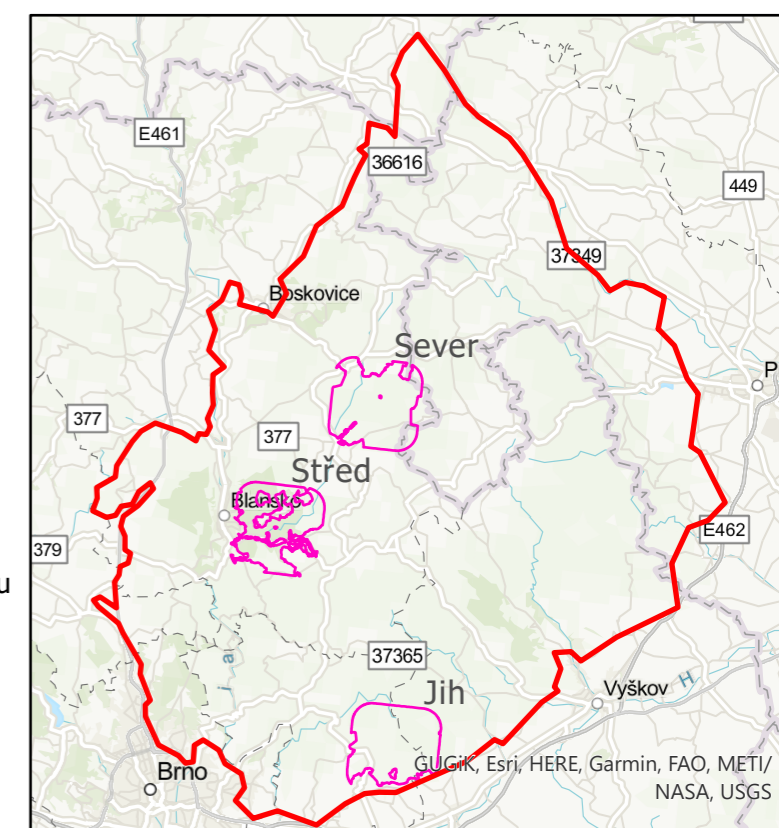 E461
36616
449
37349
Boskovice
Sever
P
377
377
Střed
Blansko
E462
379
u
37365
Jih
Vyškov
H
GUGiK, Esri, HERE, Garmin, FAO, METI/
NASA, USGS
Brno